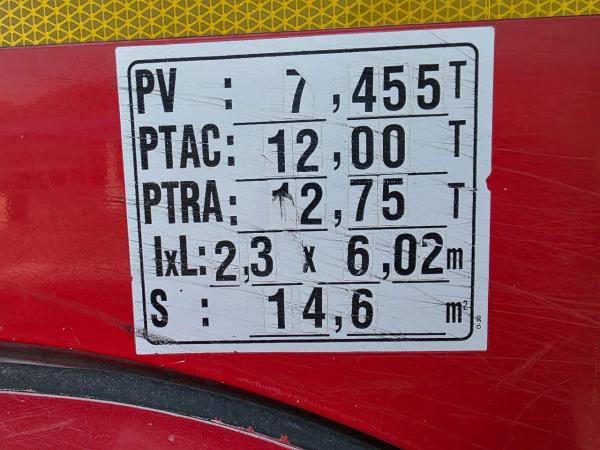 PV : 7,455 T
PTAC: 12,00 T
PTRA: 12,75 T
IxL: 2,3 x 6,02 m
S : 14,6 m²